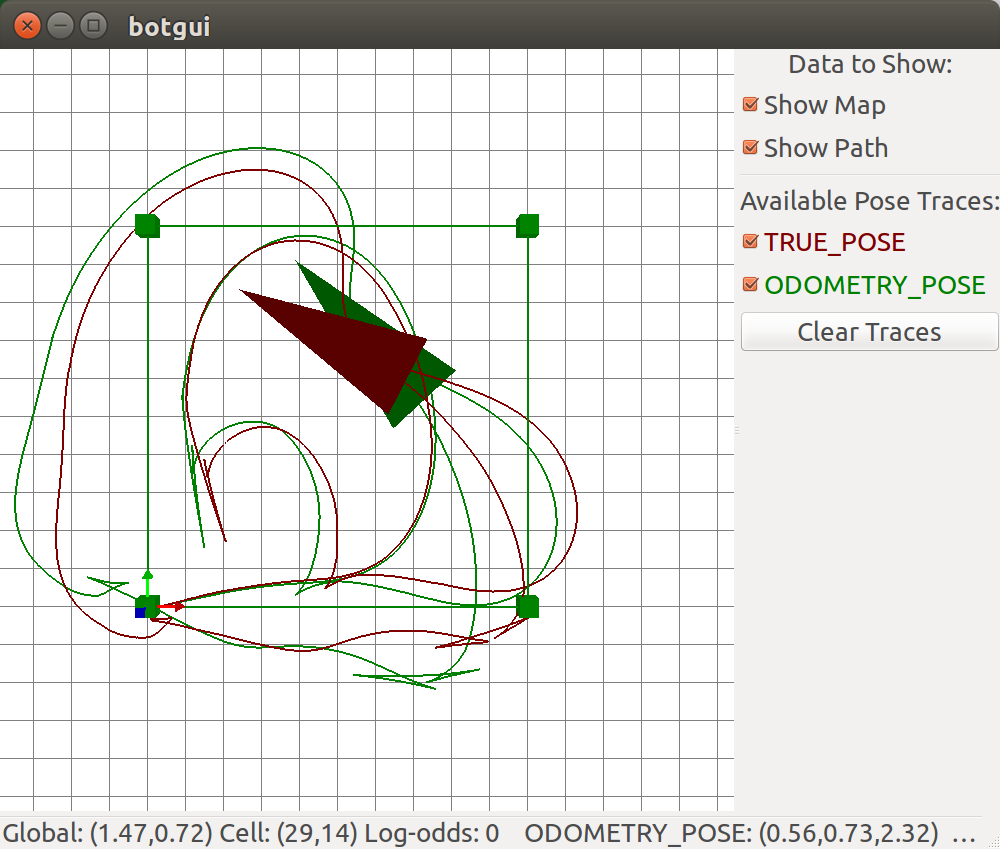 botgui
Data to Show:
Show Map
Show Path
Available Pose Traces:
TRUE_POSE
ODOMETRY_POSE
Clear Traces
Global: (1.47,0.72) Cell: (29,14) Log-odds: 0 ODOMETRY_POSE: (0.56,0.73,2.32) ...